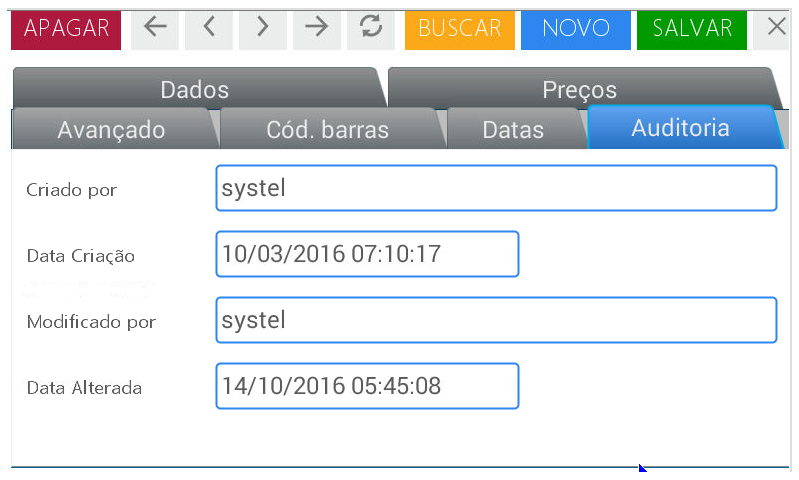 APAGAR BUSCAR NOVO SALVAR
Dados Preços
Avançado Cód. barras Datas Auditoria
Criado por systel
Data Criação 10/03/2016 07:10:17
Modificado por systel
Data Alterada 14/10/2016 05:45:08